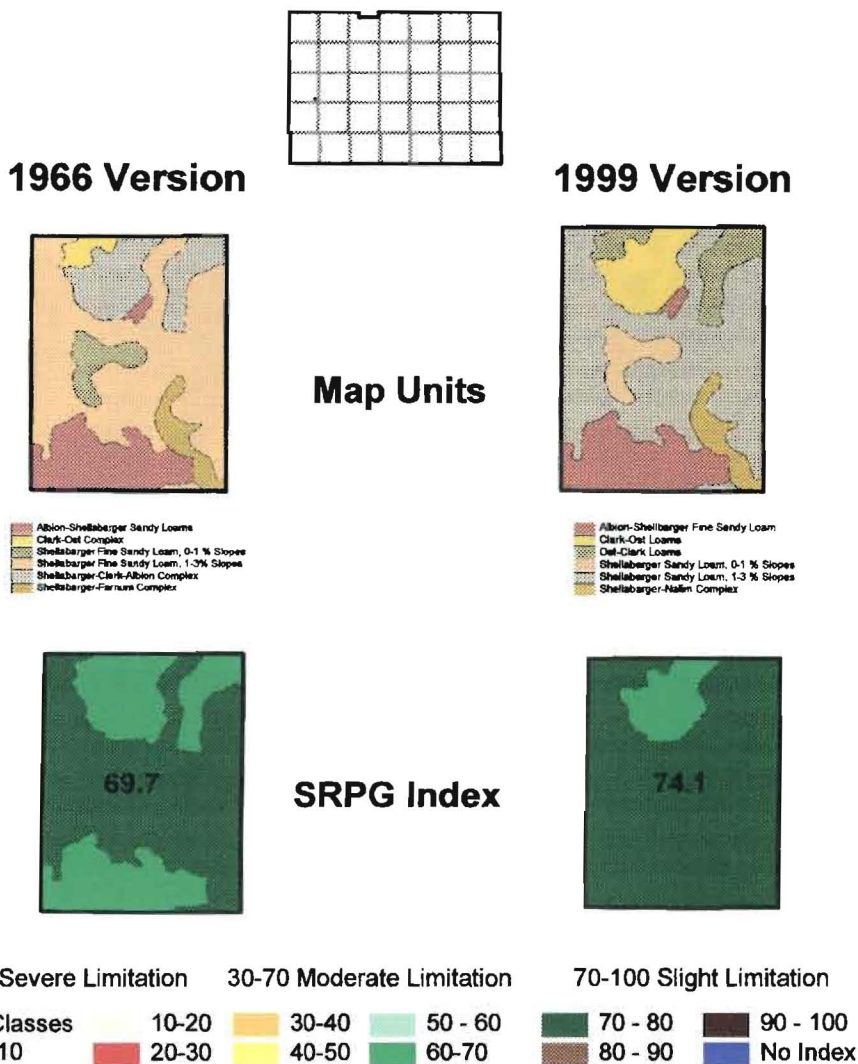 1966 Version
1999 Version
Map Units
Albion-Shellabarger Sandy Loams
Clark-Ost Complex
Shellabarger Fine Sandy Loam, 0-1 % Slopes
Shellabarger Fine Sandy Loam, 1-3% Slopes
Shellabarger-Clark-Albion Complex
Shellabarger-Farnum Complex
Albion-Shellbarger Fine Sandy Loam
Clark-Ost Loams
Ost-Clark Loams
Shellabarger Sandy Loam, 0-1 % Slopes
Shellabarger Sandy Loam, 1-3 % Slopes
Shellabarger-Nalim Complex
69.7
SRPG Index
74.1
Severe Limitation 30-70 Moderate Limitation 70-100 Slight Limitation
Classes 10-20 30-40 50 - 60 70 - 80 90 - 100
10 20-30 40-50 60-70 80 - 90 No Index